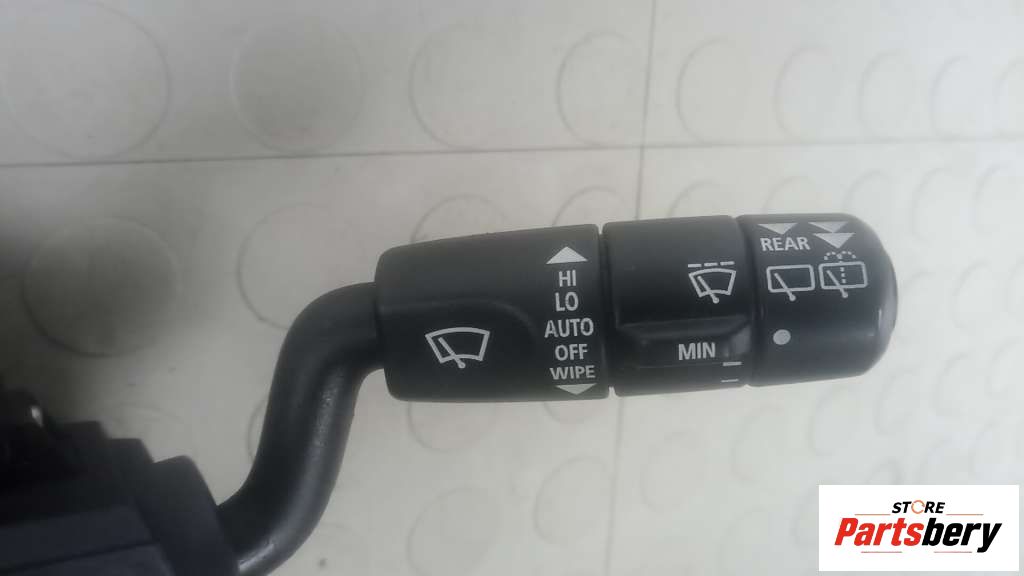 HI
LO
AUTO
OFF
WIPE
MIN
REAR
STORE
Partsbery